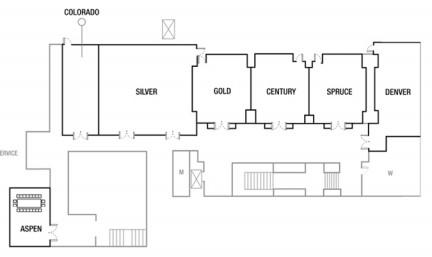 COLORADO
SILVER
GOLD
CENTURY
SPRUCE
DENVER
ERVICE
M
W
ASPEN